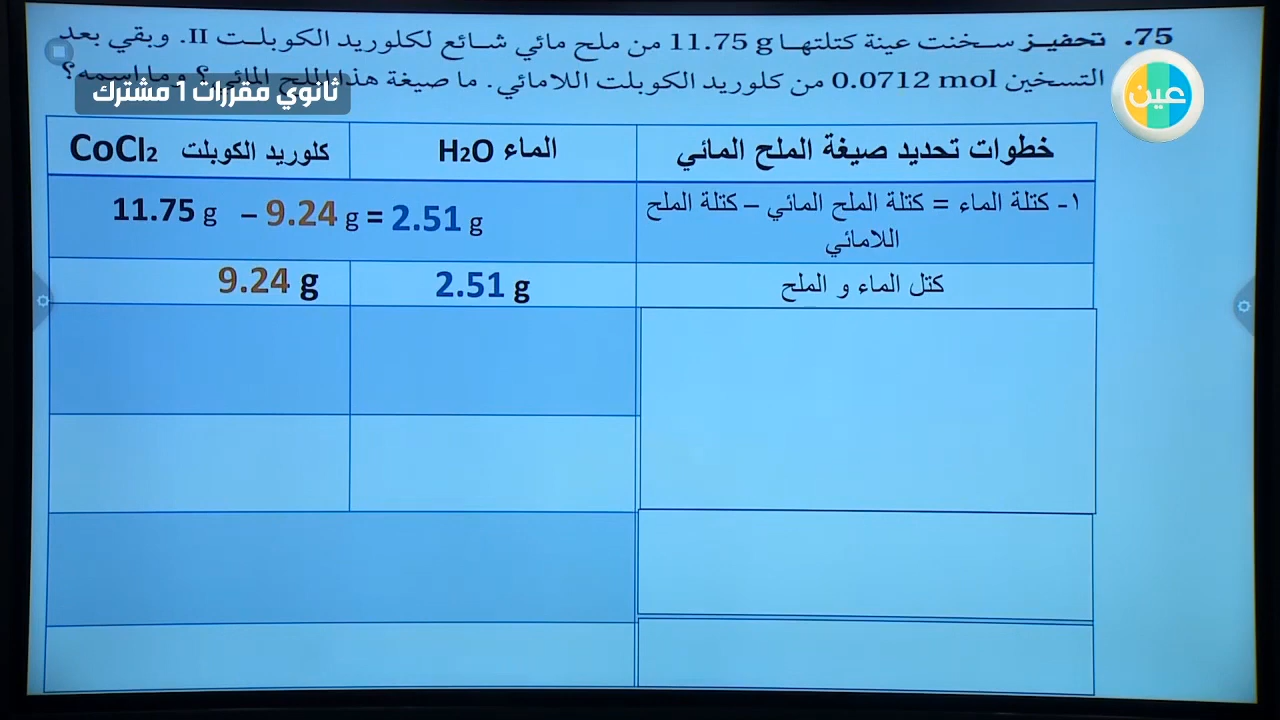 75. تحفيز سخنت عينة كتلتها 11.75 g من ملح مائي شائع لكلوريد الكوبلت II. وبقي بعد
التسخين 0.0712 mol من كلوريد الكوبلت اللامائي. ما صيغة هذا الملح المائي؟ وما اسمه؟
عين
ثانوي مقررات 1 مشترك
خطوات تحديد صيغة الملح المائي
الماء H₂O
كلوريد الكوبلت CoCl₂
١- كتلة الماء = كتلة الملح المائي – كتلة الملح
اللامائي
11.75 g – 9.24 g = 2.51 g
كتل الماء و الملح
2.51 g
9.24 g